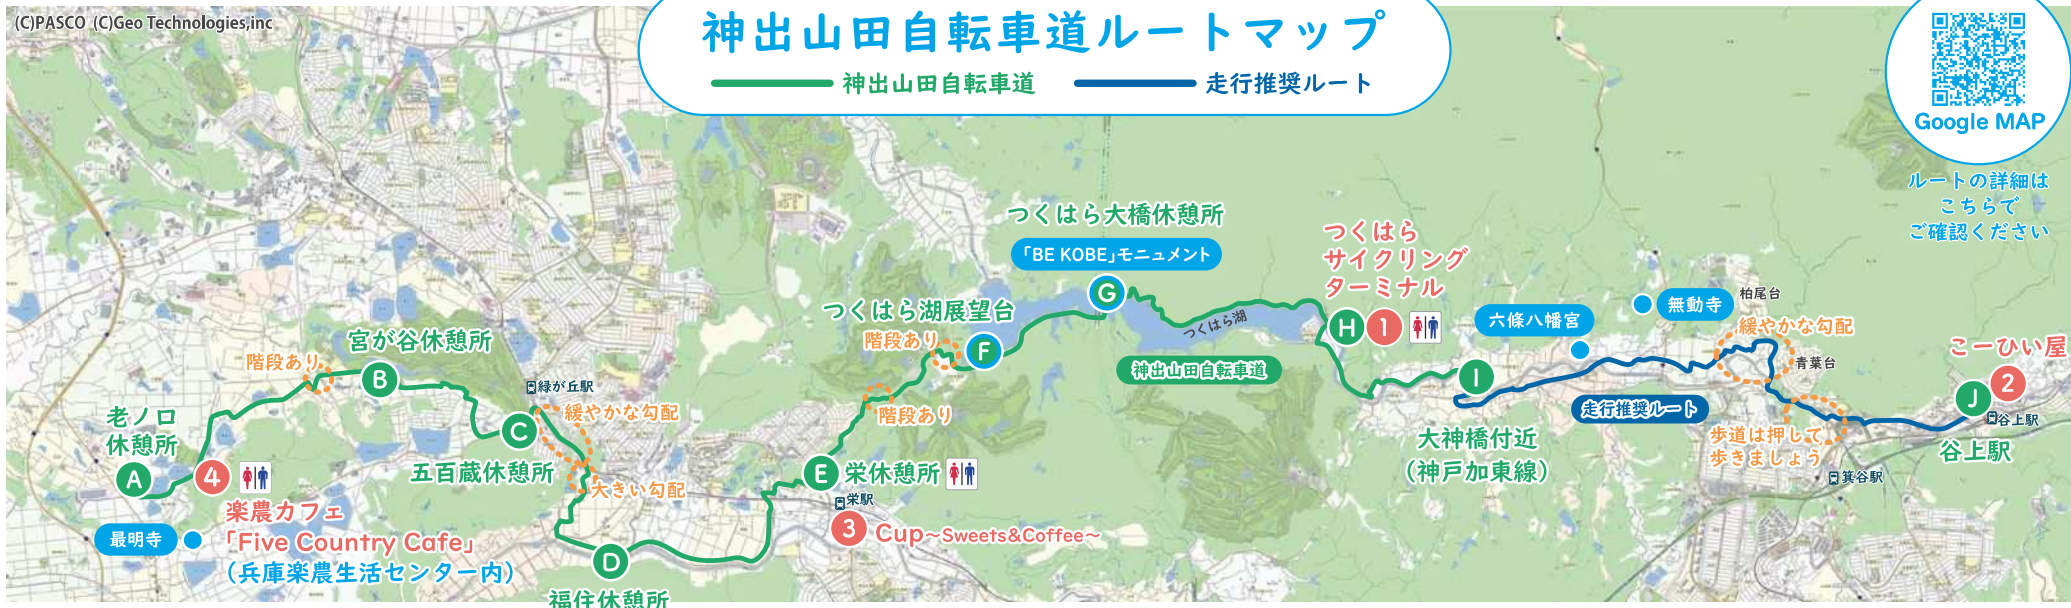 (C)PASCO (C)Geo Technologies,inc
神出山田自転車道ルートマップ
神出山田自転車道
走行推奨ルート
Google MAP
ルートの詳細は
こちらで
ご確認ください
つくはら大橋休憩所
「BE KOBE」モニュメント
G
つくはら
サイクリング
ターミナル
H
1
つくはら湖
神出山田自転車道
つくはら湖展望台
階段あり
F
階段あり
六條八幡宮
無動寺
柏尾台
緩やかな勾配
青葉台
こーひい屋
2
J
谷上駅
谷上駅
I
走行推奨ルート
大神橋付近
(神戸加東線)
歩道は押して
歩きましょう
箕谷駅
宮が谷休憩所
階段あり
B
緑が丘駅
緩やかな勾配
C
五百蔵休憩所
大きい勾配
老ノ口
休憩所
A
4
楽農カフェ
「Five Country Cafe」
(兵庫楽農生活センター内)
最明寺
D
福住休憩所
E
栄休憩所
栄駅
3
Cup～Sweets&Coffee～